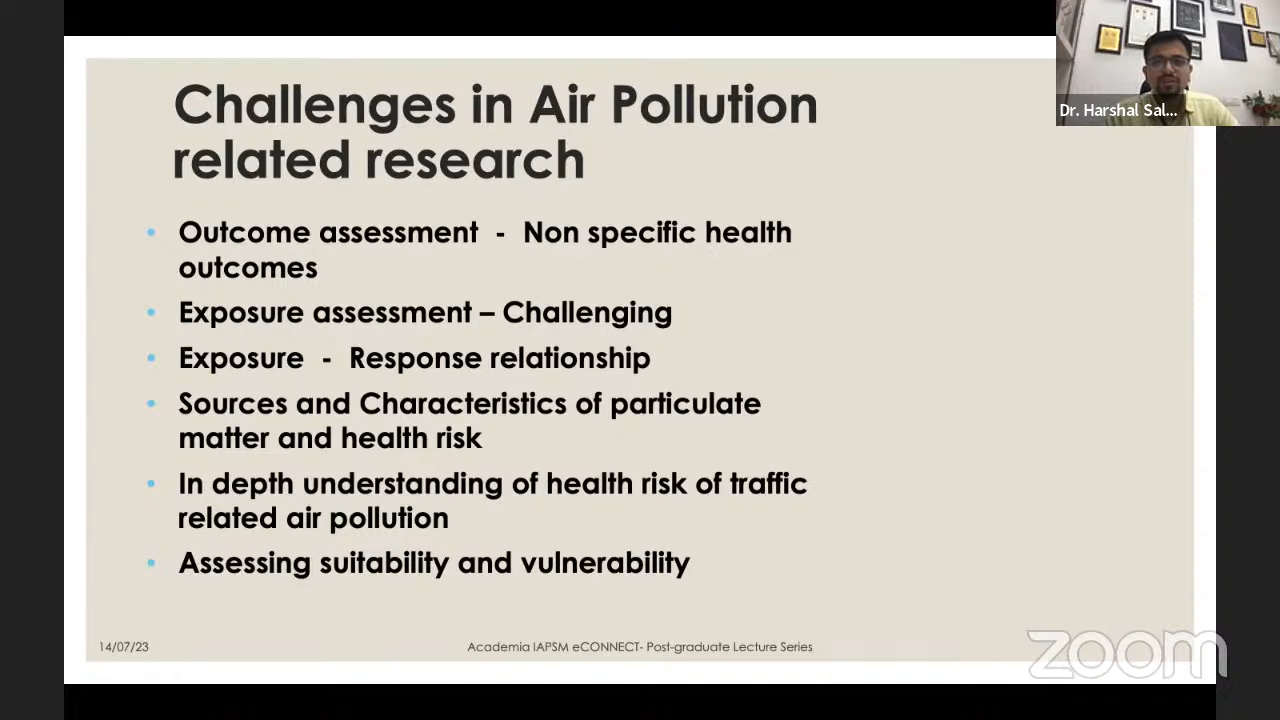 Challenges in Air Pollution
related research
• Outcome assessment - Non specific health
outcomes
• Exposure assessment – Challenging
• Exposure - Response relationship
• Sources and Characteristics of particulate
matter and health risk
• In depth understanding of health risk of traffic
related air pollution
• Assessing suitability and vulnerability
14/07/23
Academia IAPSM eCONNECT- Post-graduate Lecture Series
Dr. Harshal Sal...
zoom